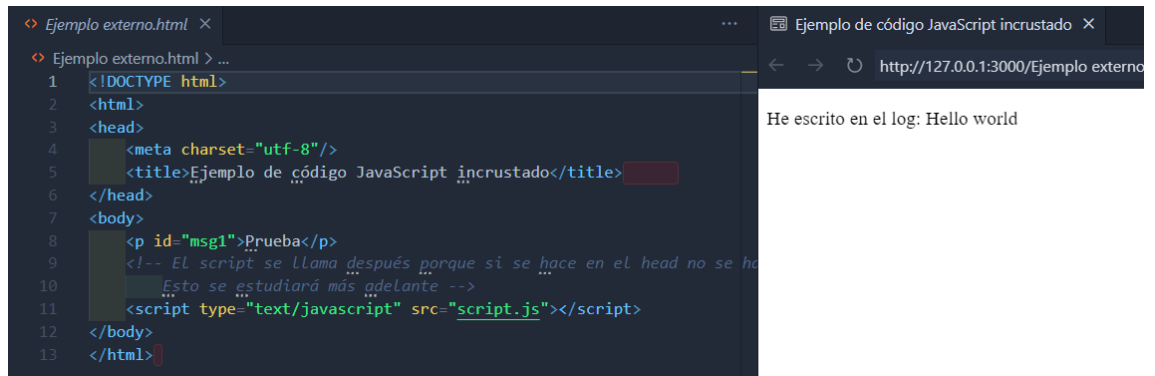 Ejemplo externo.html
Ejemplo externo.html > ...
1 <!DOCTYPE html>
2 <html>
3 <head>
4 <meta charset="utf-8"/>
5 <title>Ejemplo de código JavaScript incrustado</title>
6 </head>
7 <body>
8 <p id="msg1">Prueba</p>
9 <!-- El script se llama después porque si se hace en el head no se
10 Esto se estudiará más adelante -->
11 <script type="text/javascript" src="script.js"></script>
12 </body>
13 </html>
Ejemplo de código JavaScript incrustado
http://127.0.0.1:3000/Ejemplo externo
He escrito en el log: Hello world